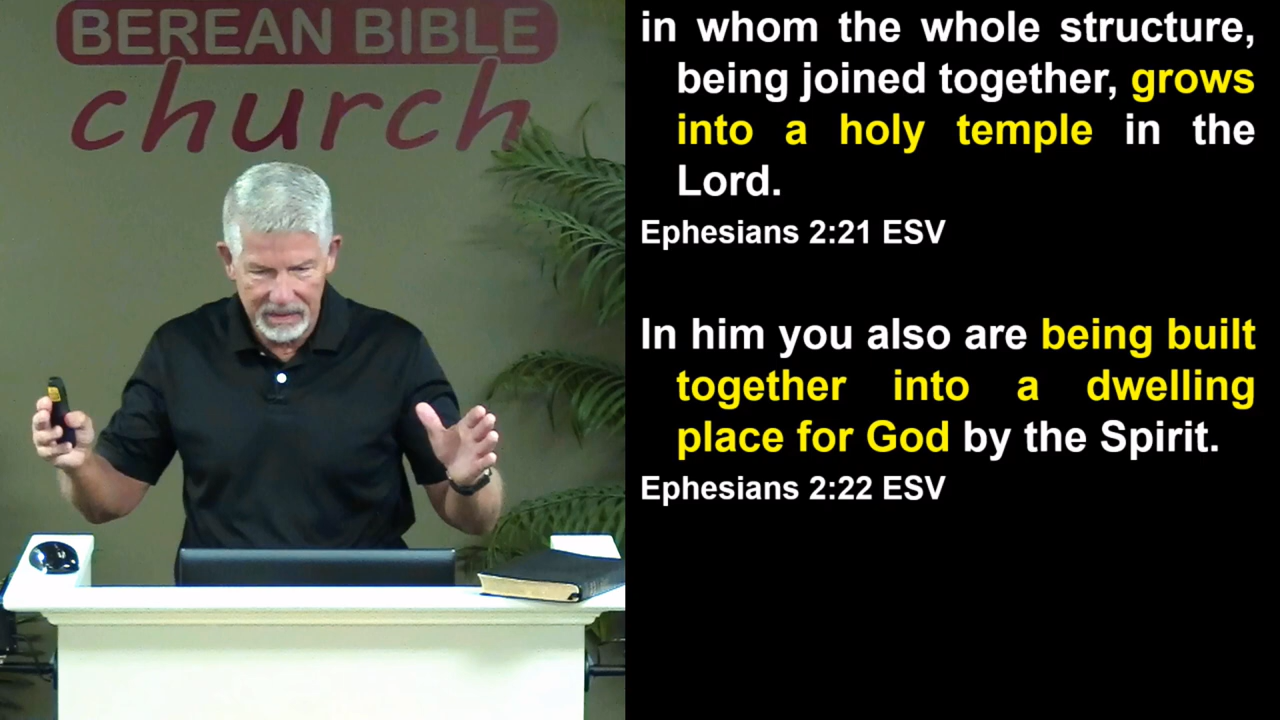 BEREAN BIBLE
church
in whom the whole structure,
being joined together, grows
into a holy temple in the
Lord.
Ephesians 2:21 ESV
In him you also are being built
together into a dwelling
place for God by the Spirit.
Ephesians 2:22 ESV